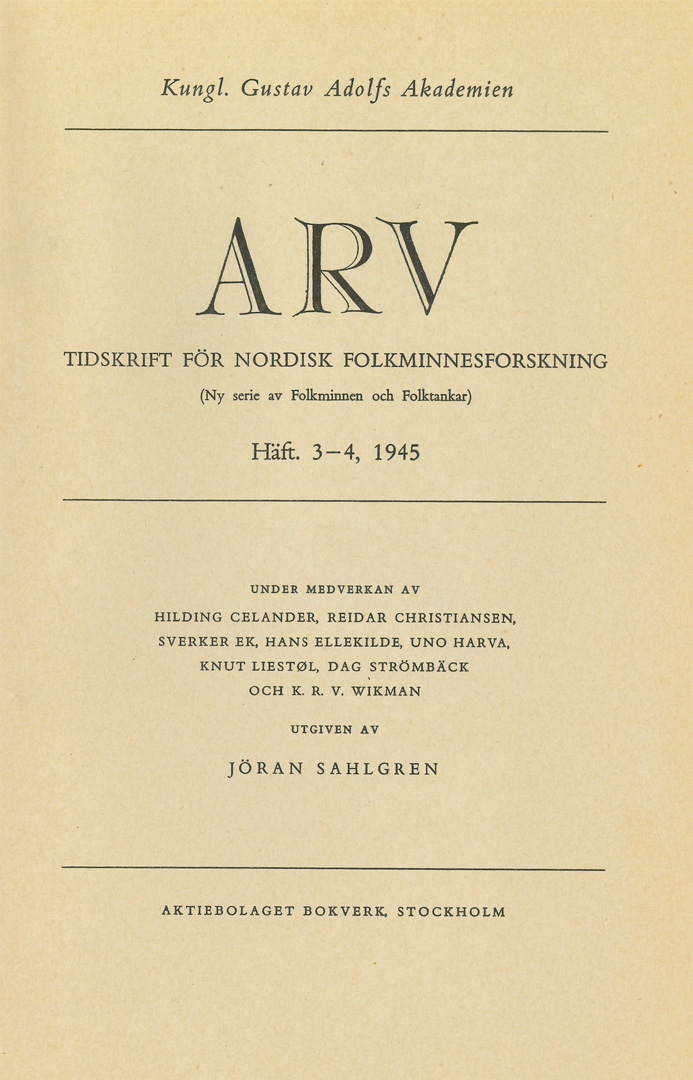 Kungl. Gustav Adolfs Akademien
ARV
TIDSKRIFT FÖR NORDISK FOLKMINNESFORSKNING
(Ny serie av Folkminnen och Folktankar)
Häft. 3–4, 1945
UNDER MEDVERKAN AV
HILDING CELANDER, REIDAR CHRISTIANSEN,
SVERKER EK, HANS ELLEKILDE, UNO HARVA,
KNUT LIESTØL, DAG STRÖMBÄCK
OCH K. R. V. WIKMAN
UTGIVEN AV
JÖRAN SAHLGREN
AKTIEBOLAGET BOKVERK, STOCKHOLM